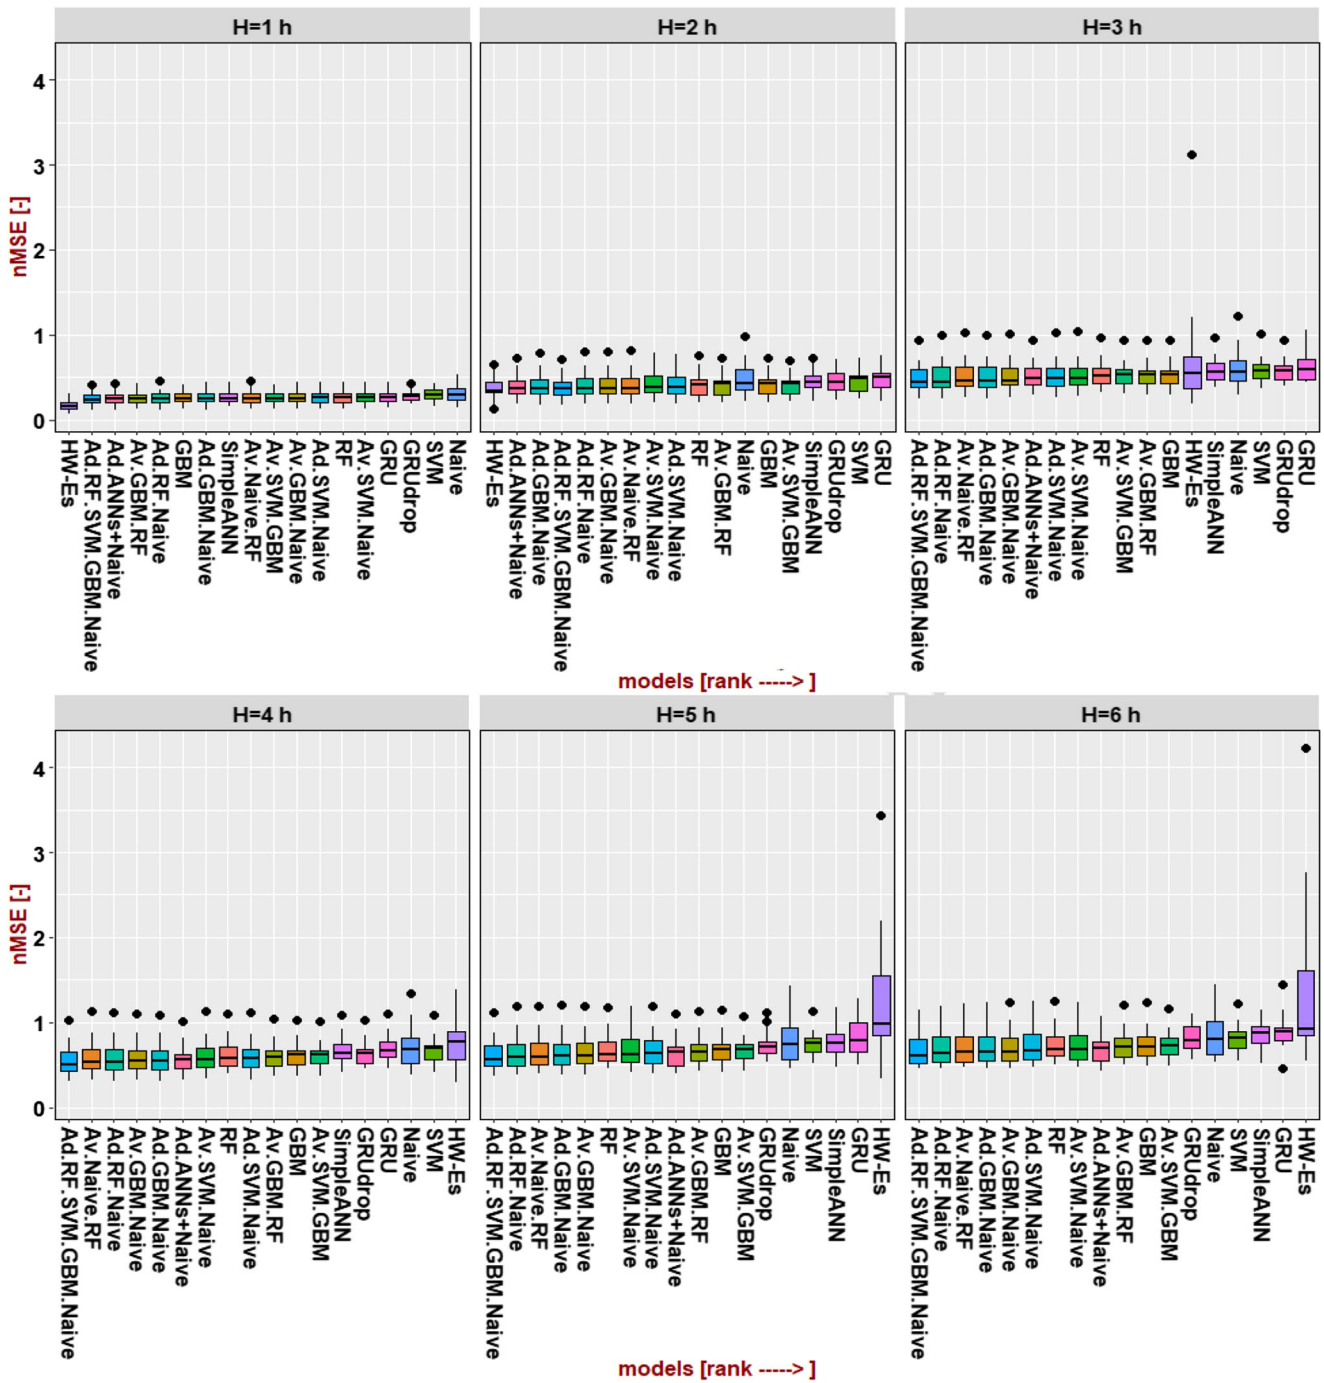 H=1 h
H=2 h
H=3 h
nMSE [-]
4
3
2
1
0
HW-Es
Ad.RF.SVM.GBM.Naive
Ad.ANNs+Naive
Av.GBM.RF
Ad.RF.Naive
GBM
Ad.GBM.Naive
SimpleANN
Av.Naive.RF
Av.SVM.GBM
Av.GBM.Naive
Ad.SVM.Naive
RF
Av.SVM.Naive
GRU
GRUdrop
SVM
Naive
HW-Es
Ad.ANNs+Naive
Ad.GBM.Naive
Ad.RF.SVM.GBM.Naive
Ad.RF.Naive
Av.GBM.Naive
Av.Naive.RF
Av.SVM.Naive
Ad.SVM.Naive
RF
Av.GBM.RF
Naive
GBM
Av.SVM.GBM
SimpleANN
GRUdrop
SVM
GRU
Ad.RF.SVM.GBM.Naive
Ad.RF.Naive
Av.Naive.RF
Ad.GBM.Naive
Av.GBM.Naive
Ad.ANNs+Naive
Ad.SVM.Naive
Av.SVM.Naive
RF
Av.SVM.GBM
Av.GBM.RF
GBM
HW-Es
SimpleANN
Naive
SVM
GRUdrop
GRU
models [rank -----> ]
H=4 h
H=5 h
H=6 h
nMSE [-]
4
3
2
1
0
Ad.RF.SVM.GBM.Naive
Av.Naive.RF
Ad.RF.Naive
Av.GBM.Naive
Ad.GBM.Naive
Ad.ANNs+Naive
Av.SVM.Naive
RF
Ad.SVM.Naive
Av.GBM.RF
GBM
Av.SVM.GBM
SimpleANN
GRUdrop
GRU
Naive
SVM
HW-Es
Ad.RF.SVM.GBM.Naive
Ad.RF.Naive
Av.Naive.RF
Ad.GBM.Naive
Av.GBM.Naive
RF
Av.SVM.Naive
Ad.SVM.Naive
Ad.ANNs+Naive
Av.GBM.RF
GBM
Av.SVM.GBM
GRUdrop
Naive
SVM
SimpleANN
GRU
HW-Es
Ad.RF.SVM.GBM.Naive
Ad.RF.Naive
Av.Naive.RF
Ad.GBM.Naive
Av.GBM.Naive
Ad.SVM.Naive
RF
Av.SVM.Naive
Ad.ANNs+Naive
Av.GBM.RF
GBM
Av.SVM.GBM
GRUdrop
Naive
SVM
SimpleANN
GRU
HW-Es
models [rank -----> ]